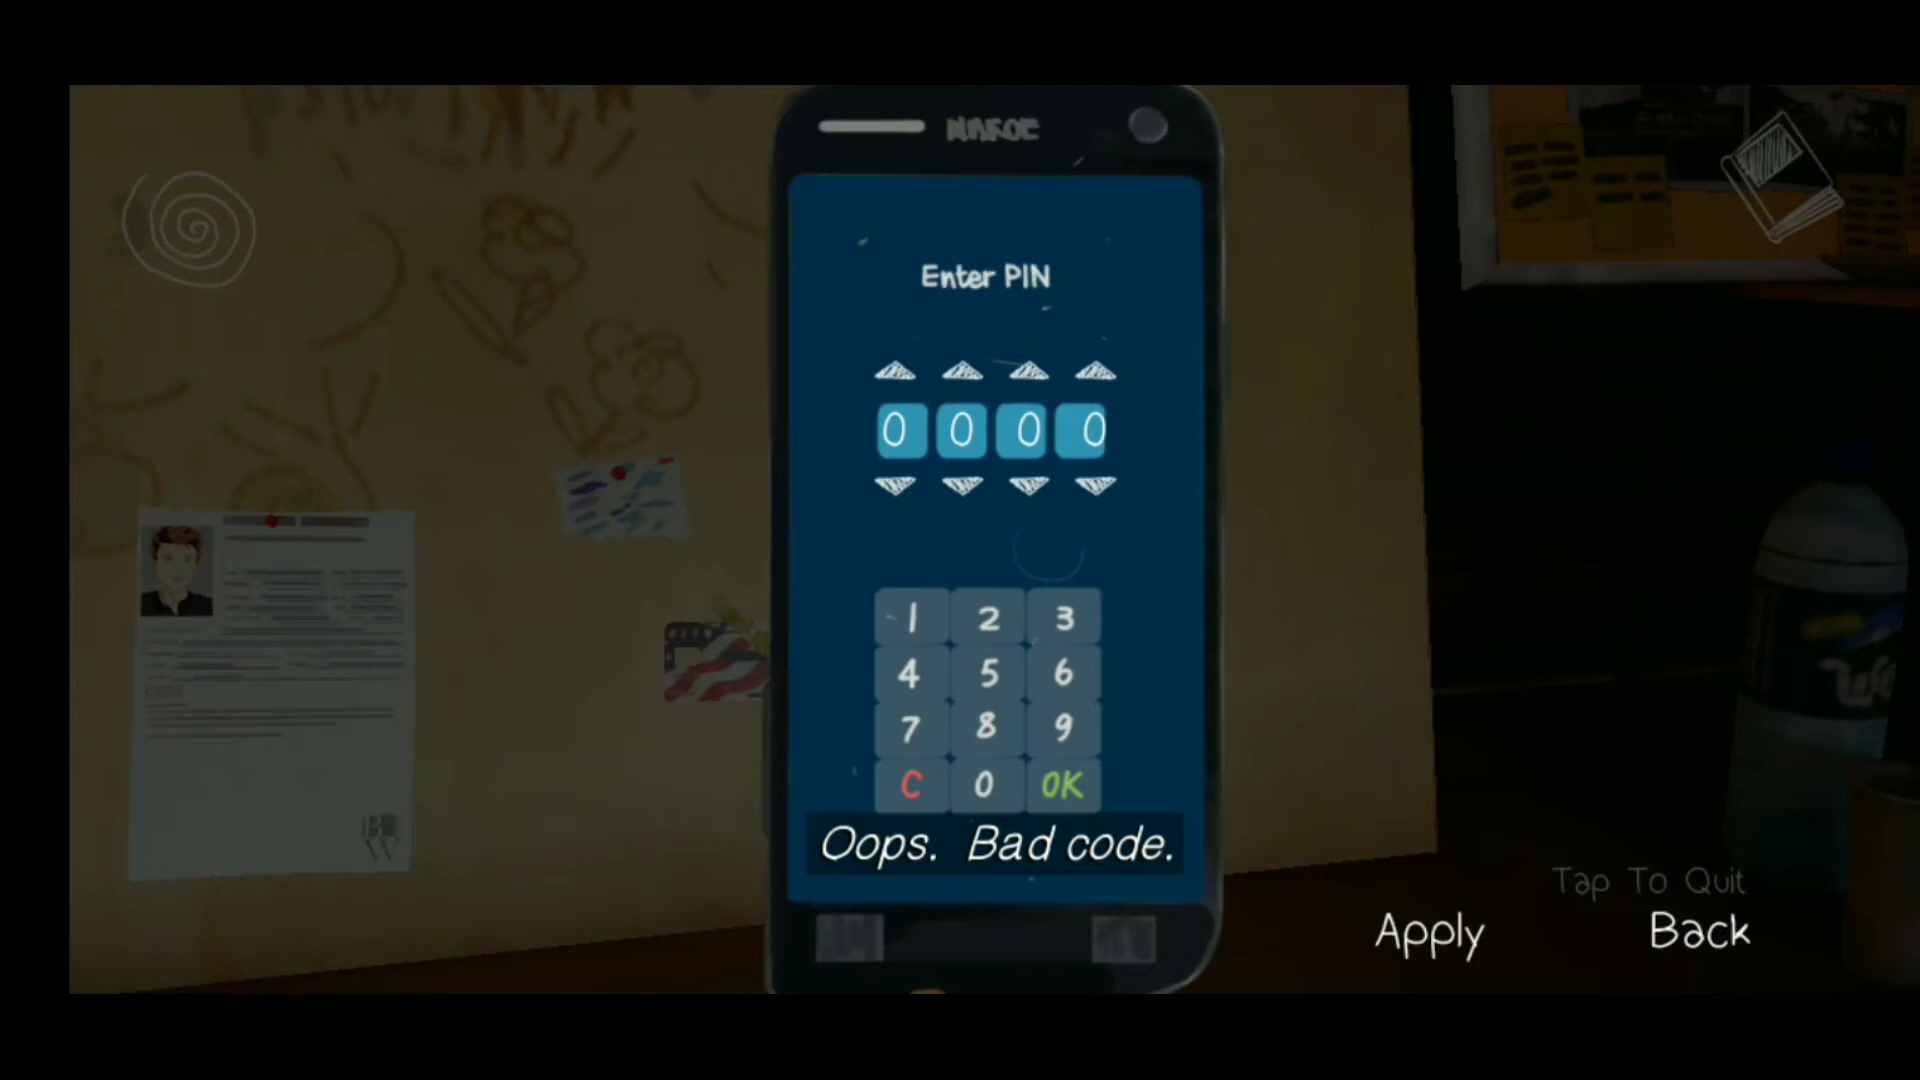 Enter PIN
0 0 0 0
1 2 3
4 5 6
7 8 9
C 0 OK
Oops. Bad code.
Tap To Quit
Apply Back